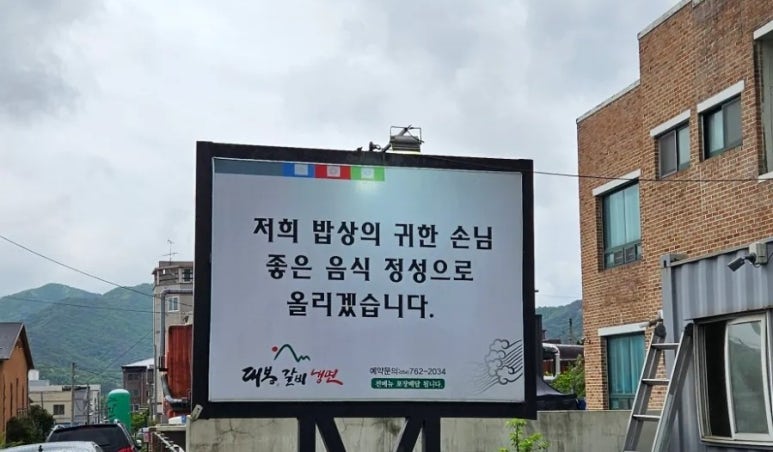 저희 밥상의 귀한 손님
좋은 음식 정성으로
올리겠습니다.
대봉, 갈비 냉면
예약문의(054)762-2034
전메뉴 포장배달 됩니다